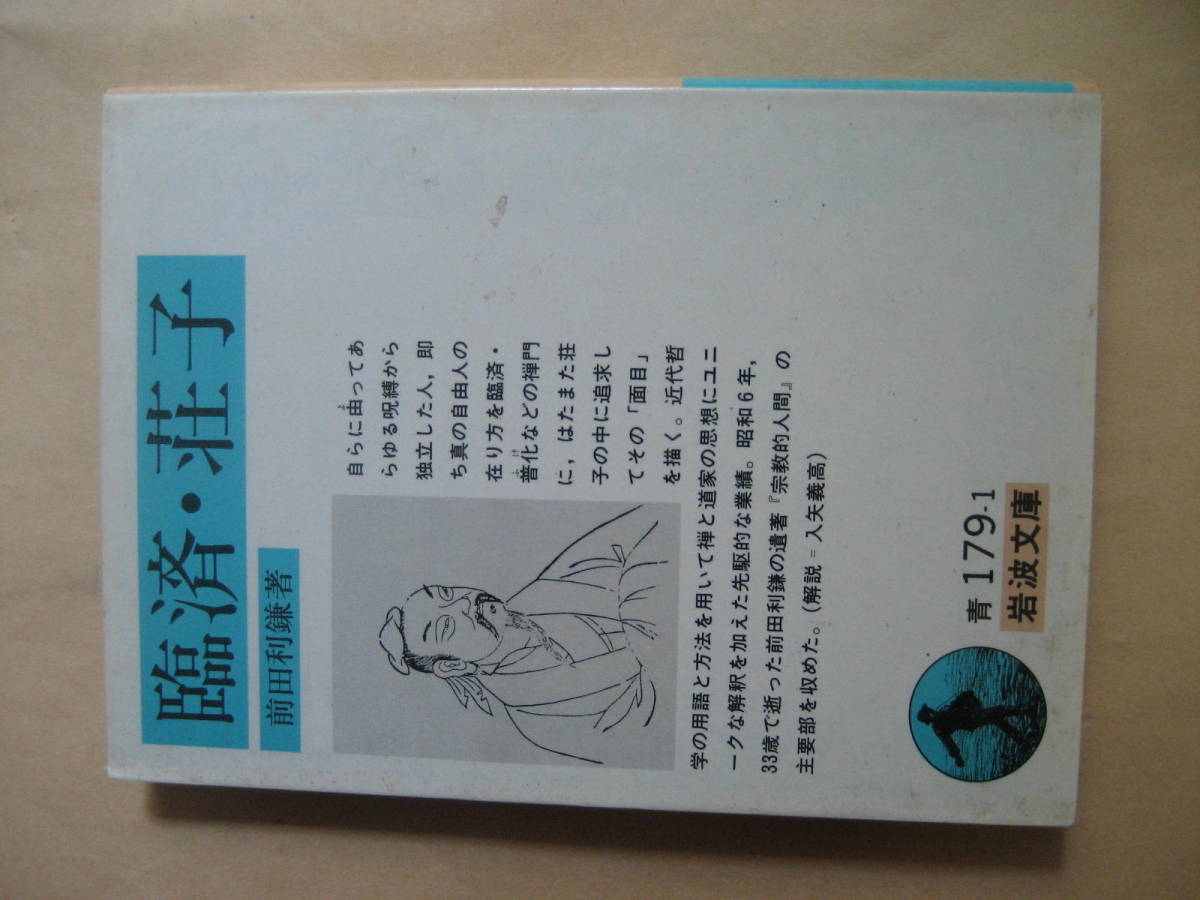 臨済・荘子
前田利鎌著
自らに由ってあ
らゆる呪縛から
独立した人，即
ち真の自由人の
在り方を臨済・
普化などの禅門
に，はたまた荘
子の中に追求し
てその「面目」
を描く。近代哲
学の用語と方法を用いて禅と道家の思想にユニ
ークな解釈を加えた先駆的な業績。昭和6年，
33歳で逝った前田利鎌の遺著『宗教的人間』の
主要部を収めた。（解説＝入矢義高）
青179-1
岩波文庫